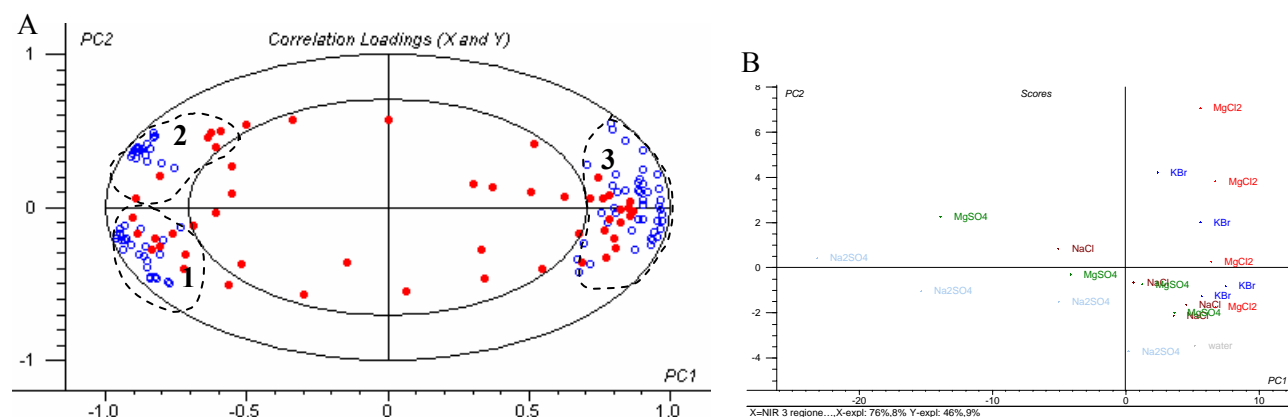 A
PC2
Correlation Loadings (X and Y)
1
2
3
0
1
-1
PC1
-1.0
-0.5
0
0.5
1.0
B
8
PC2
Scores
MgCl2
6
4
KBr
MgCl2
2
MgSO4
KBr
NaCl
0
Na2SO4
MgCl2
MgSO4
NaCl
MgSO4
KBr
Na2SO4
KBr
-2
Na2SO4
NaCl
MgCl2
MgSO4
NaCl
Na2SO4
water
-4
PC1
-20
-10
0
10
X=NIR 3 regione...,X-expl: 76%,8% Y-expl: 46%,9%